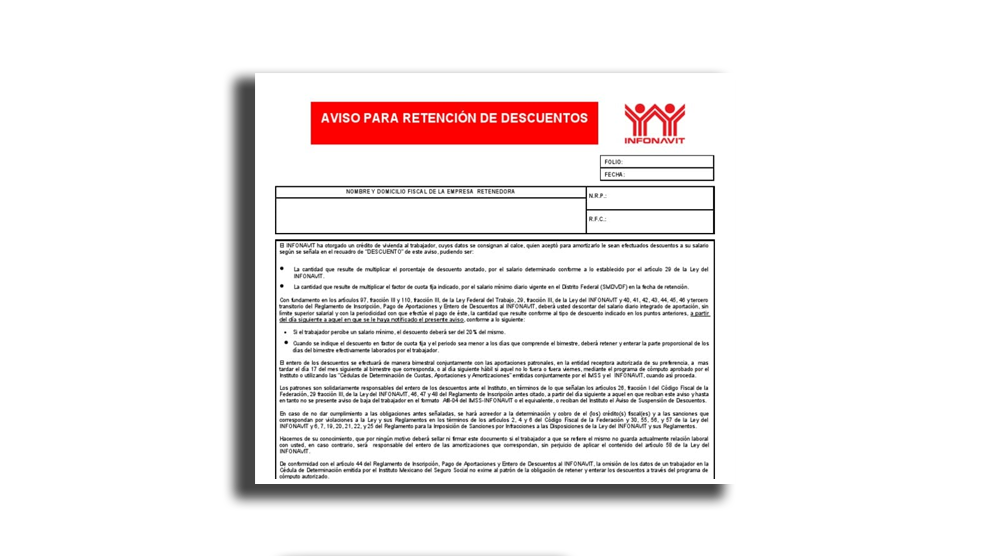 AVISO PARA RETENCIÓN DE DESCUENTOS
INFONAVIT
FOLIO:
FECHA:
NOMBRE Y DOMICILIO FISCAL DE LA EMPRESA RETENEDORA
N.R.P.:
R.F.C.:
El INFONAVIT ha otorgado un crédito de vivienda al trabajador, cuyos datos se consignan al calce, quien aceptó para amortizarlo le sean efectuados descuentos a su salario
según se señala en el recuadro de "DESCUENTO" de este aviso, pudiendo ser:
● La cantidad que resulte de multiplicar el porcentaje de descuento anotado, por el salario determinado conforme a lo establecido por el artículo 29 de la Ley del
INFONAVIT.
● La cantidad que resulte de multiplicar el factor de cuota fija indicado, por el salario mínimo diario vigente en el Distrito Federal (SMDVDF) en la fecha de retención.
Con fundamento en los artículos 97, fracción III y 110, fracción III, de la Ley Federal del Trabajo, 29, fracción III, de la Ley del INFONAVIT y 40, 41, 42, 43, 44, 45, 46 y tercero
transitorio del Reglamento de Inscripción, Pago de Aportaciones y Entero de Descuentos al INFONAVIT, deberá usted descontar del salario diario integrado de aportación, sin
límite superior salarial y con la periodicidad con que efectúe el pago de éste, la cantidad que resulte conforme al tipo de descuento indicado en los puntos anteriores, a partir
del día siguiente a aquel en que se le haya notificado el presente aviso, conforme a lo siguiente:
• Si el trabajador percibe un salario mínimo, el descuento deberá ser del 20% del mismo.
● Cuando se indique el descuento en factor de cuota fija y el periodo sea menor a los días que comprende el bimestre, deberá retener y enterar la parte proporcional de los
días del bimestre efectivamente laborados por el trabajador.
El entero de los descuentos se efectuará de manera bimestral conjuntamente con las aportaciones patronales, en la entidad receptora autorizada de su preferencia, a mas
tardar el día 17 del mes siguiente al bimestre que corresponda, o al día siguiente hábil si aquel no lo fuera o fuera viernes, mediante el programa de cómputo aprobado por el
Instituto o utilizando las "Cédulas de Determinación de Cuotas, Aportaciones y Amortizaciones" emitidas conjuntamente por el IMSS y el INFONAVIT, cuando así proceda.
Los patrones son solidariamente responsables del entero de los descuentos ante el Instituto, en términos de lo que señalan los artículos 26, fracción I del Código Fiscal de la
Federación, 29 fracción III, de la Ley del INFONAVIT, 46, 47 y 48 del Reglamento de Inscripción antes citado, a partir del día siguiente a aquel en que reciban este aviso y hasta
en tanto no se presente aviso de baja del trabajador en el formato Afil-04 del IMSS-INFONAVIT o el equivalente, o reciban del Instituto el Aviso de Suspensión de Descuentos.
En caso de no dar cumplimiento a las obligaciones antes señaladas, se hará acreedor a la determinación y cobro de el (los) crédito(s) fiscal(es) y a las sanciones que
correspondan por violaciones a la Ley y sus Reglamentos en los términos de los artículos 2, 4 y 6 del Código Fiscal de la Federación y 30, 55, 56, y 57 de la Ley del
INFONAVIT y 6, 7, 19, 20, 21, 22, y 25 del Reglamento para la Imposición de Sanciones por Infracciones a las Disposiciones de la Ley del INFONAVIT y sus Reglamentos.
Hacemos de su conocimiento, que por ningún motivo deberá sellar ni firmar este documento si el trabajador a que se refiere el mismo no guarda actualmente relación laboral
con usted, en caso contrario, será responsable del entero de las amortizaciones que correspondan, sin perjuicio de aplicar el contenido del artículo 58 de la Ley del
INFONAVIT.
De conformidad con el artículo 44 del Reglamento de Inscripción, Pago de Aportaciones y Entero de Descuentos al INFONAVIT, la omisión de los datos de un trabajador en la
Cédula de Determinación emitida por el Instituto Mexicano del Seguro Social no exime al patrón de la obligación de retener y enterar los descuentos a través del programa de
cómputo autorizado.